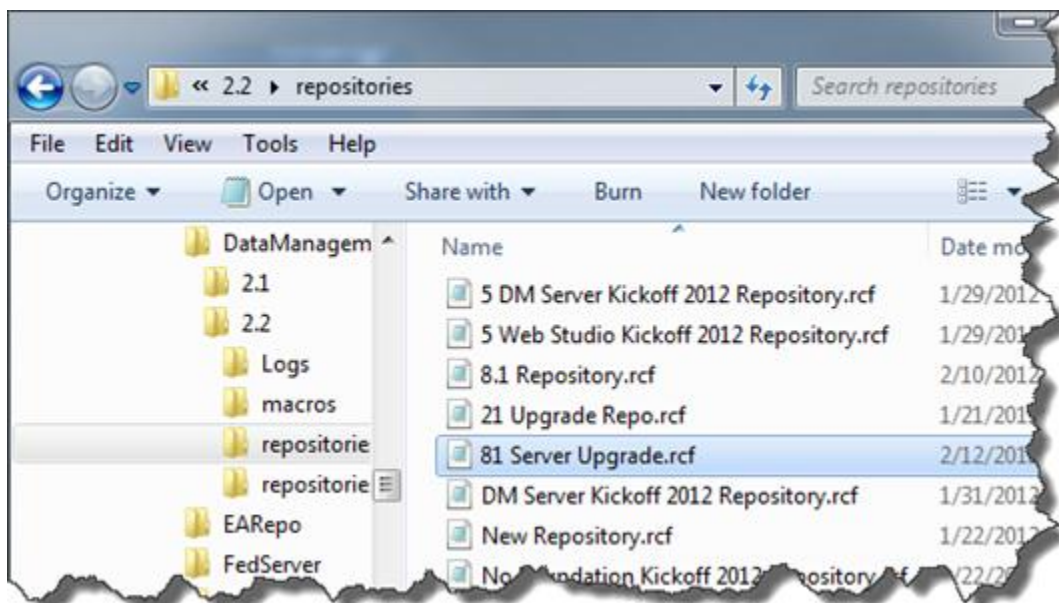 « 2.2 ▸ repositories
Search repositories
File Edit View Tools Help
Organize Open Share with Burn New folder
DataManagem
2.1
2.2
Logs
macros
repositorie
repositorie
EARepo
FedServer
Name Date mo
5 DM Server Kickoff 2012 Repository.rcf 1/29/2012
5 Web Studio Kickoff 2012 Repository.rcf 1/29/201
8.1 Repository.rcf 2/10/2012
21 Upgrade Repo.rcf 1/21/201
81 Server Upgrade.rcf 2/12/201
DM Server Kickoff 2012 Repository.rcf 1/31/2012
New Repository.rcf 1/22/2012
Kickoff